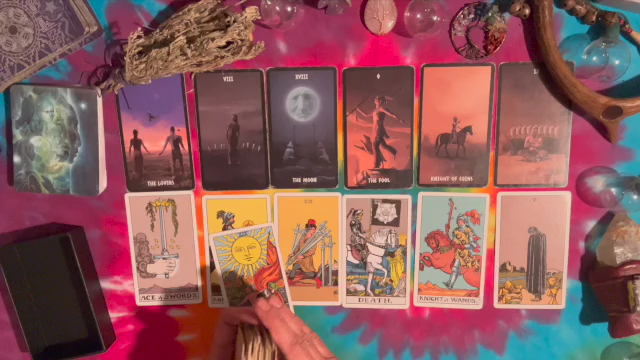 THE LOVERS
VIII
XVIII
THE MOON
0
THE FOOL
KNIGHT of COINS
ACE of SWORDS.
VII
DEATH.
KNIGHT of WANDS.
V